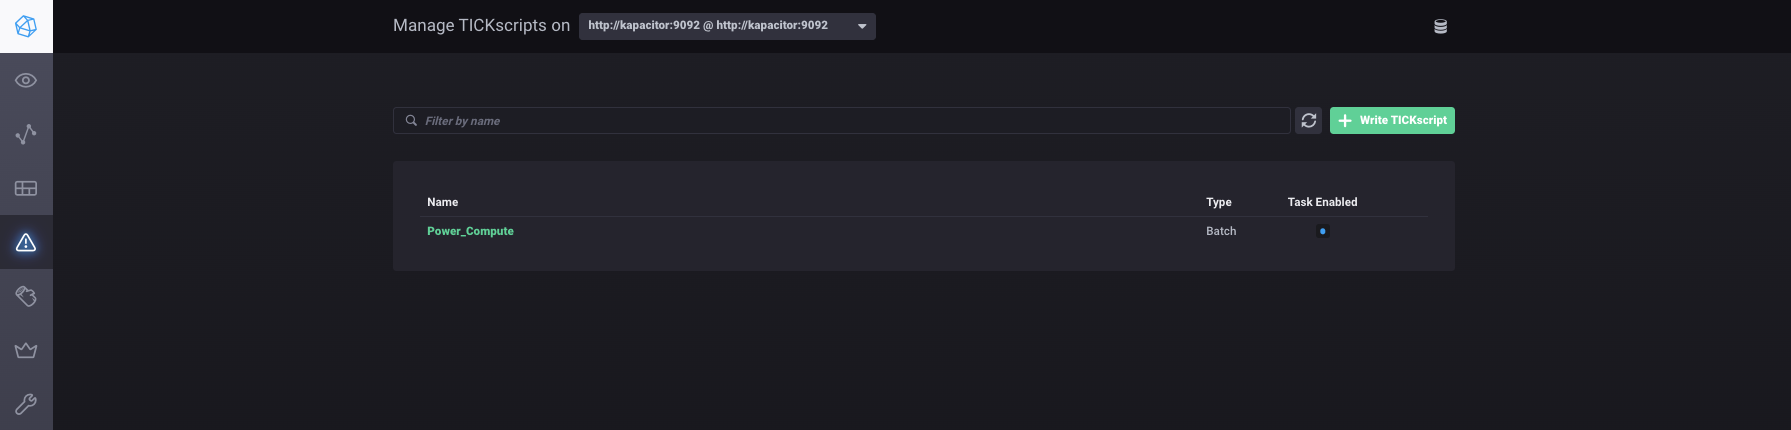 Manage TICKscripts on http://kapacitor:9092 @ http://kapacitor:9092
Filter by name
Write TICKscript
Name Type Task Enabled
Power_Compute Batch